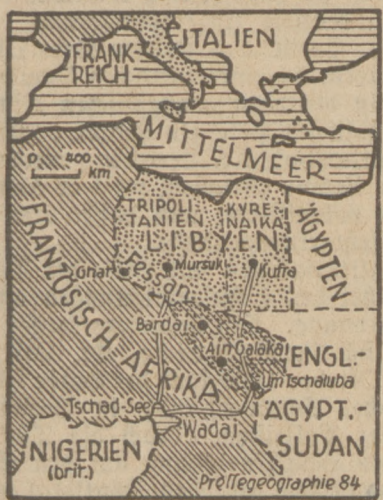 JTALIEN
FRANK
REICH
MITTELMEER
0 400
km
TRIPOLI
TANIEN
KYRE-
NAIKA
LIBYEN
ÄGYPTEN
FRANZÖSISCH-AFRIKA
Ghat
Fessan
Mursuk
Kufra
Bardai
Ain Galaka
ENGL.-
Um Tschaluba
ÄGYPT.-
SUDAN
Tschad-See
Wadai
NIGERIEN
(brit.)
Pressegeographie 84